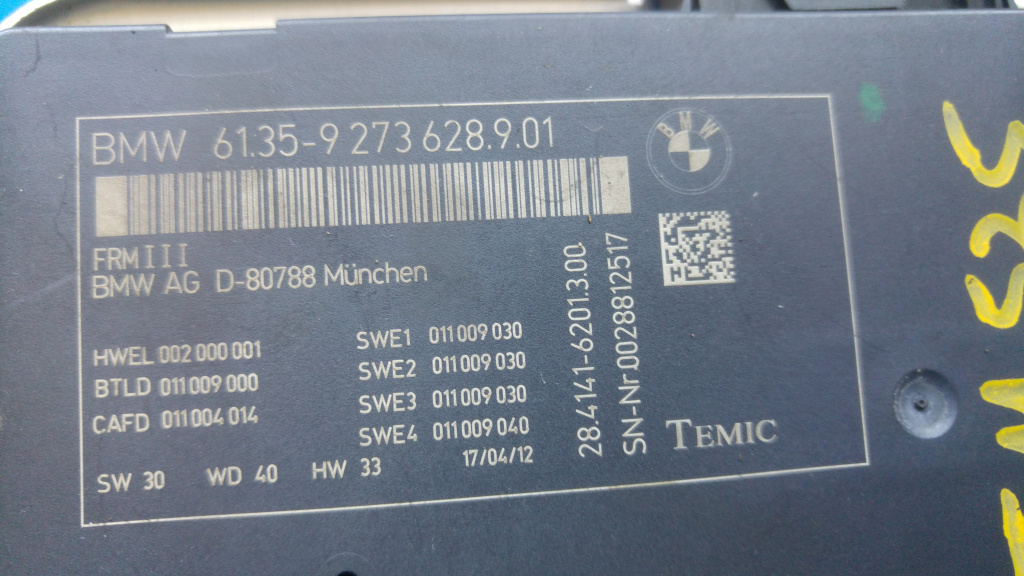 BMW 61.35-9 273 628.9.01
BMW
FRMIII
BMW AG D-80788 München
HWEL 002 000 001
BTLD 011 009 000
CAFD 011 004 014
SWE1 011 009 030
SWE2 011 009 030
SWE3 011 009 030
SWE4 011 009 040
17/04/12
SW 30 WD 40 HW 33
28.4141-6201.3.00
SN-Nr.0028812517
TEMIC